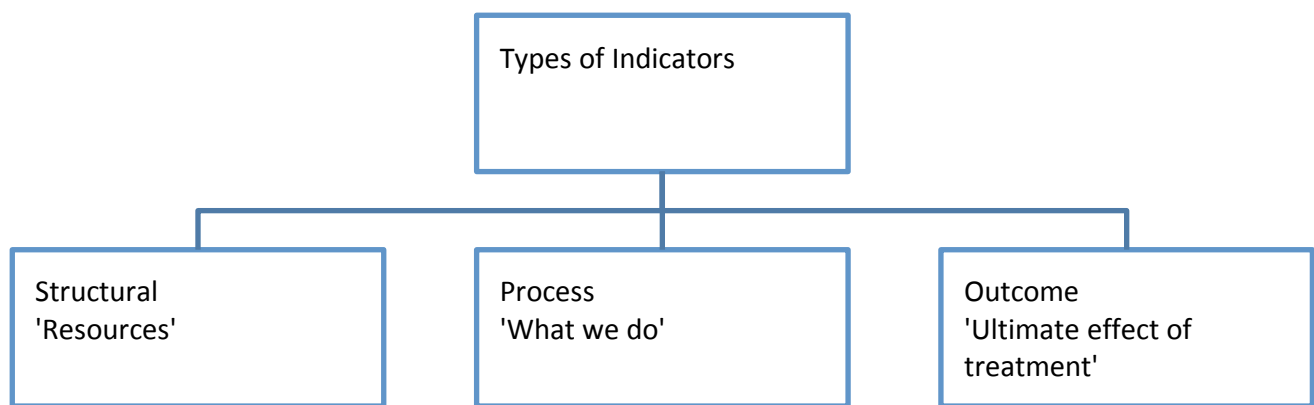 Types of Indicators
Structural
'Resources'
Process
'What we do'
Outcome
'Ultimate effect of
treatment'